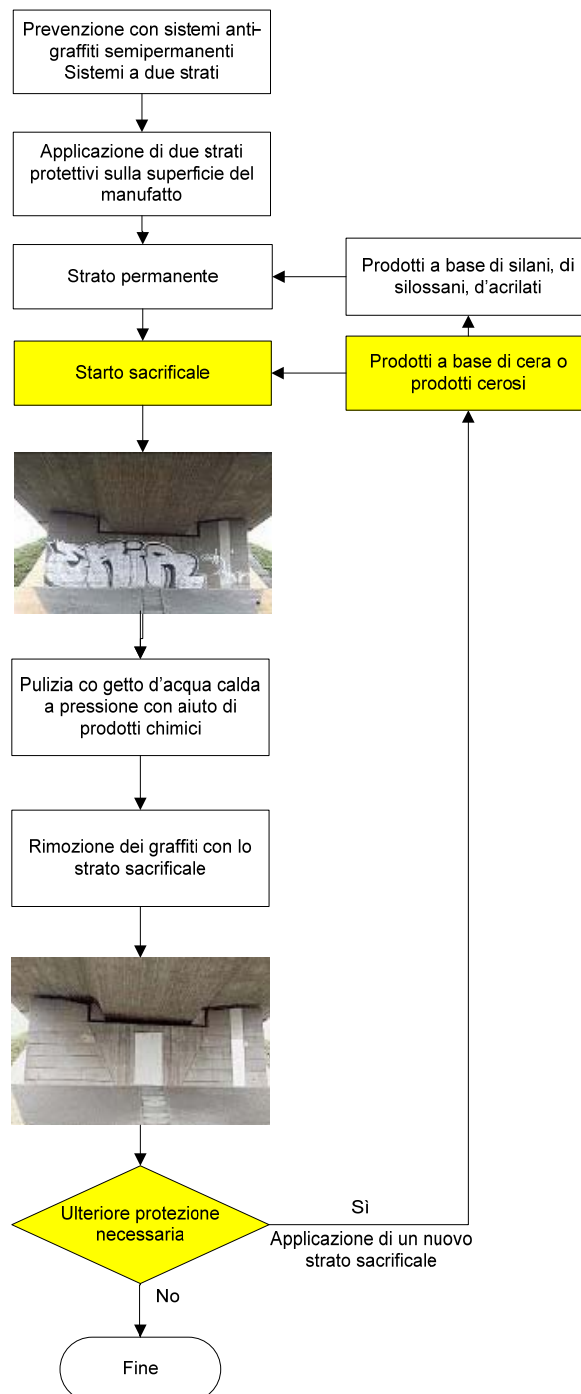 Prevenzione con sistemi anti-
graffiti semipermanenti
Sistemi a due strati
Applicazione di due strati
protettivi sulla superficie del
manufatto
Strato permanente
Prodotti a base di silani, di
silossani, d'acrilati
Starto sacrificale
Prodotti a base di cera o
prodotti cerosi
Pulizia co getto d'acqua calda
a pressione con aiuto di
prodotti chimici
Rimozione dei graffiti con lo
strato sacrificale
Ulteriore protezione
necessaria
Sì
Applicazione di un nuovo
strato sacrificale
No
Fine